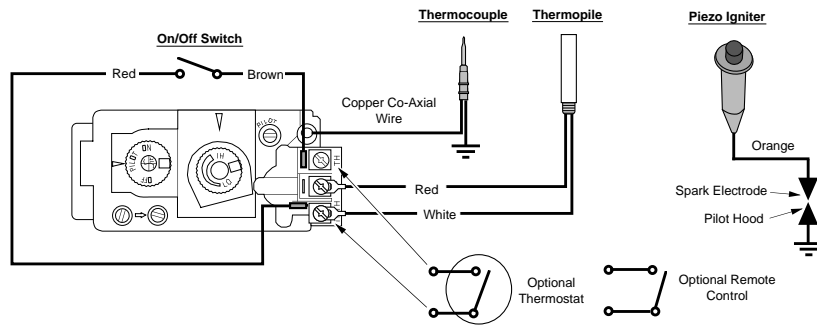 Thermocouple
Thermopile
Piezo Igniter
On/Off Switch
Red
Brown
Copper Co-Axial
Wire
PILOT
ON
PILOT
OFF
HI
LO
TH
Orange
Red
Spark Electrode
White
Pilot Hood
Optional
Thermostat
Optional Remote
Control